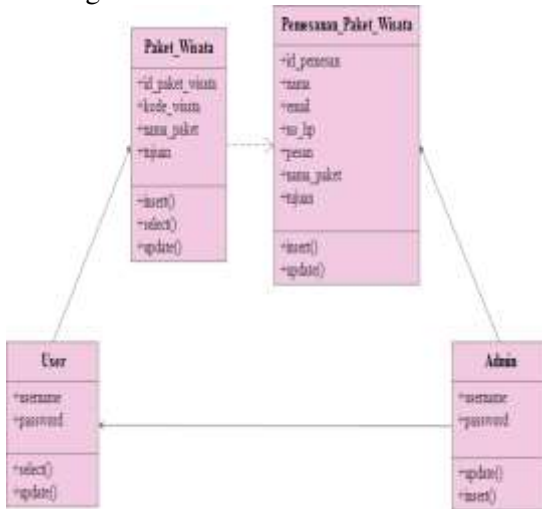 Paket_Wisata
+id_paket_wisata
+kode_wisata
+nama_paket
+tujuan
+insert()
+select()
+update()
Pemesanan_Paket_Wisata
+id_pemesan
+nama
+email
+no_hp
+pesan
+nama_paket
+tujuan
+insert()
+update()
User
+username
+password
+select()
+update()
Admin
+username
+password
+update()
+insert()